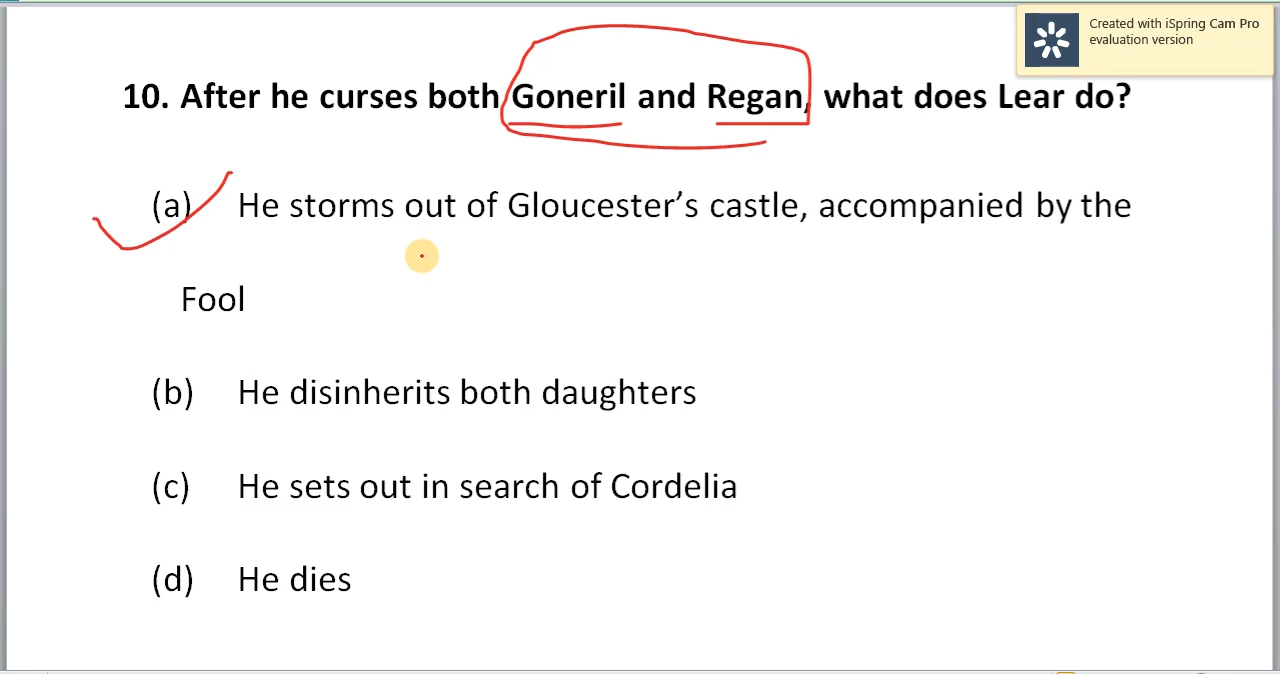 Created with iSpring Cam Pro
evaluation version
10. After he curses both Goneril and Regan, what does Lear do?
(a) He storms out of Gloucester’s castle, accompanied by the
Fool
(b) He disinherits both daughters
(c) He sets out in search of Cordelia
(d) He dies